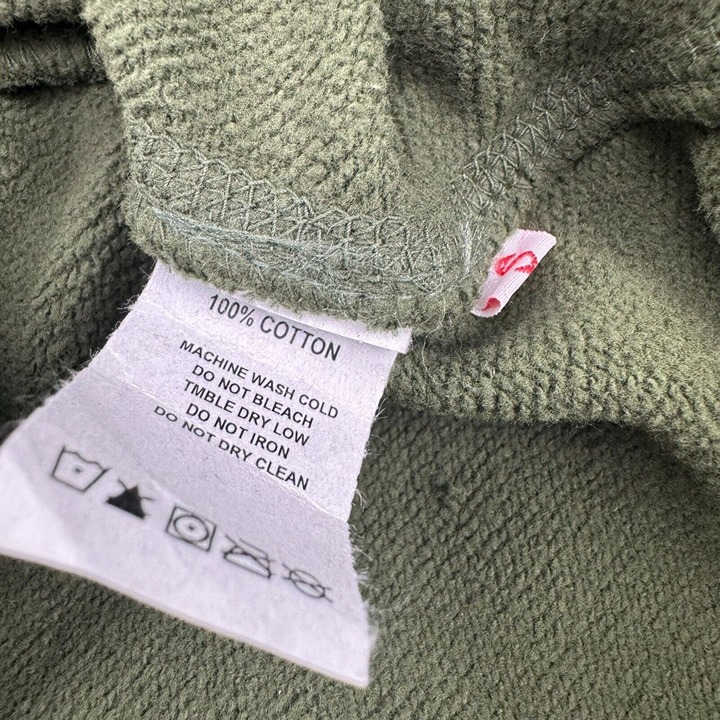 100% COTTON
MACHINE WASH COLD
DO NOT BLEACH
TMBLE DRY LOW
DO NOT IRON
DO NOT DRY CLEAN